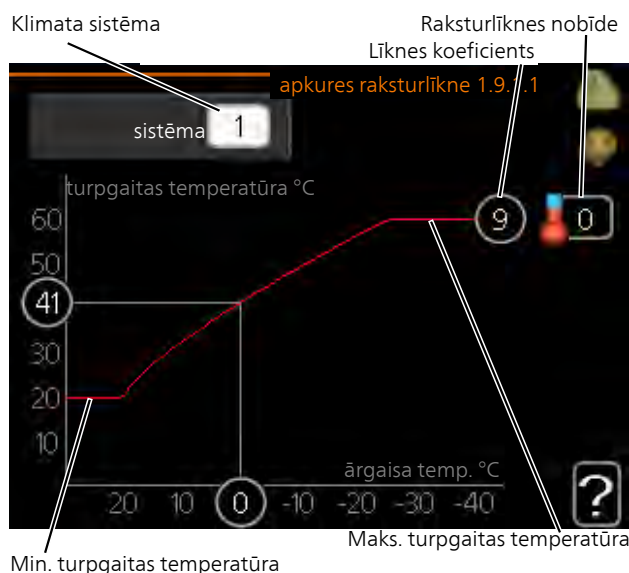 Klimata sistēma
Raksturlīknes nobīde
Līknes koeficients
apkures raksturlīkne 1.9.1.1
sistēma 1
turpgaitas temperatūra °C
60
9
0
50
41
30
20
10
ārgaisa temp. °C
20 10 0 -10 -20 -30 -40
?
Maks. turpgaitas temperatūra
Min. turpgaitas temperatūra